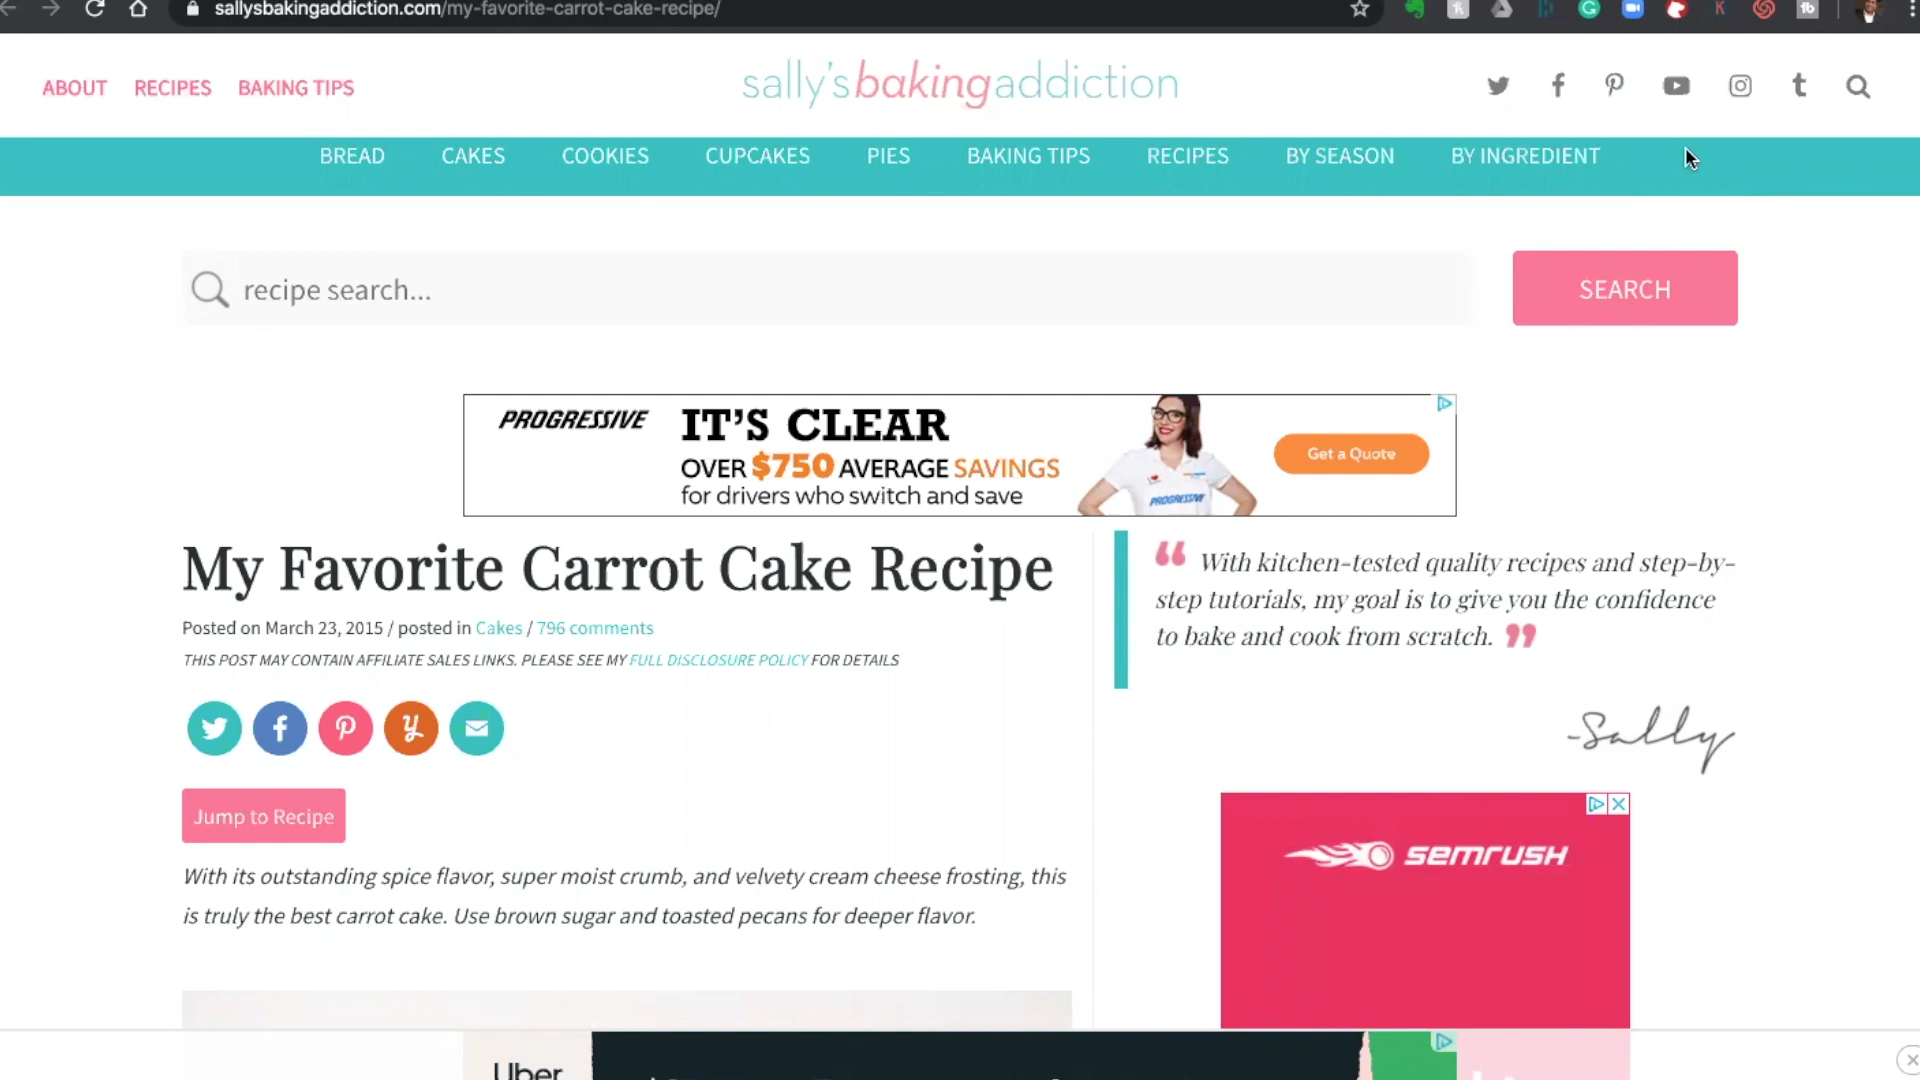 sallysbakingaddiction.com/my-favorite-carrot-cake-recipe/
ABOUT RECIPES BAKING TIPS
sally'sbakingaddiction
BREAD CAKES COOKIES CUPCAKES PIES BAKING TIPS RECIPES BY SEASON BY INGREDIENT
recipe search...
SEARCH
PROGRESSIVE
IT'S CLEAR
OVER $750 AVERAGE SAVINGS
for drivers who switch and save
PROGRESSIVE
Get a Quote
My Favorite Carrot Cake Recipe
Posted on March 23, 2015 / posted in Cakes / 796 comments
THIS POST MAY CONTAIN AFFILIATE SALES LINKS. PLEASE SEE MY FULL DISCLOSURE POLICY FOR DETAILS
Jump to Recipe
With its outstanding spice flavor, super moist crumb, and velvety cream cheese frosting, this
is truly the best carrot cake. Use brown sugar and toasted pecans for deeper flavor.
“ With kitchen-tested quality recipes and step-by-
step tutorials, my goal is to give you the confidence
to bake and cook from scratch. ”
-Sally
semrush
Uber